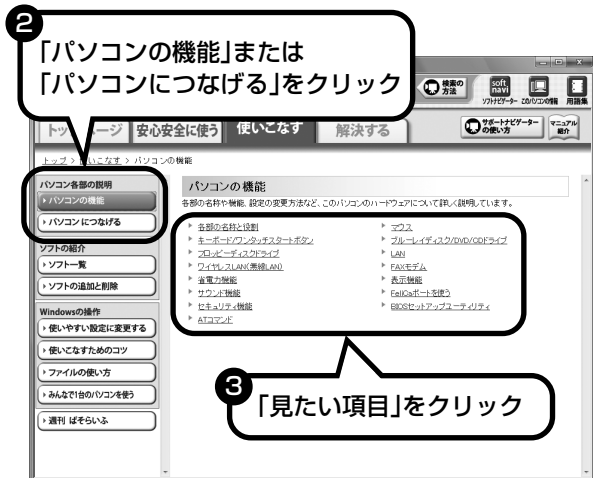 2
「パソコンの機能」または
「パソコンにつなげる」をクリック
検索の方法
soft navi
ソフトナビゲーター
このパソコンの情報
用語集
トッ
ージ
安心安全に使う
使いこなす
解決する
サポートナビゲーターの使い方
マニュアル紹介
トップ > 使いこなす > パソコンの機能
パソコン各部の説明
パソコンの機能
パソコンにつなげる
ソフトの紹介
ソフト一覧
ソフトの追加と削除
Windowsの操作
使いやすい設定に変更する
使いこなすためのコツ
ファイルの使い方
みんなで1台のパソコンを使う
週刊 ぱそらいふ
パソコンの機能
各部の名称や機能、設定の変更方法など、このパソコンのハードウェアについて詳しく説明しています。
各部の名称と役割
キーボード/ワンタッチスタートボタン
フロッピーディスクドライブ
ワイヤレスLAN(無線LAN)
省電力機能
サウンド機能
セキュリティ機能
ATコマンド
マウス
ブルーレイディスク/DVD/CDドライブ
LAN
FAXモデム
表示機能
FeliCaポートを使う
BIOSセットアップユーティリティ
3
「見たい項目」をクリック